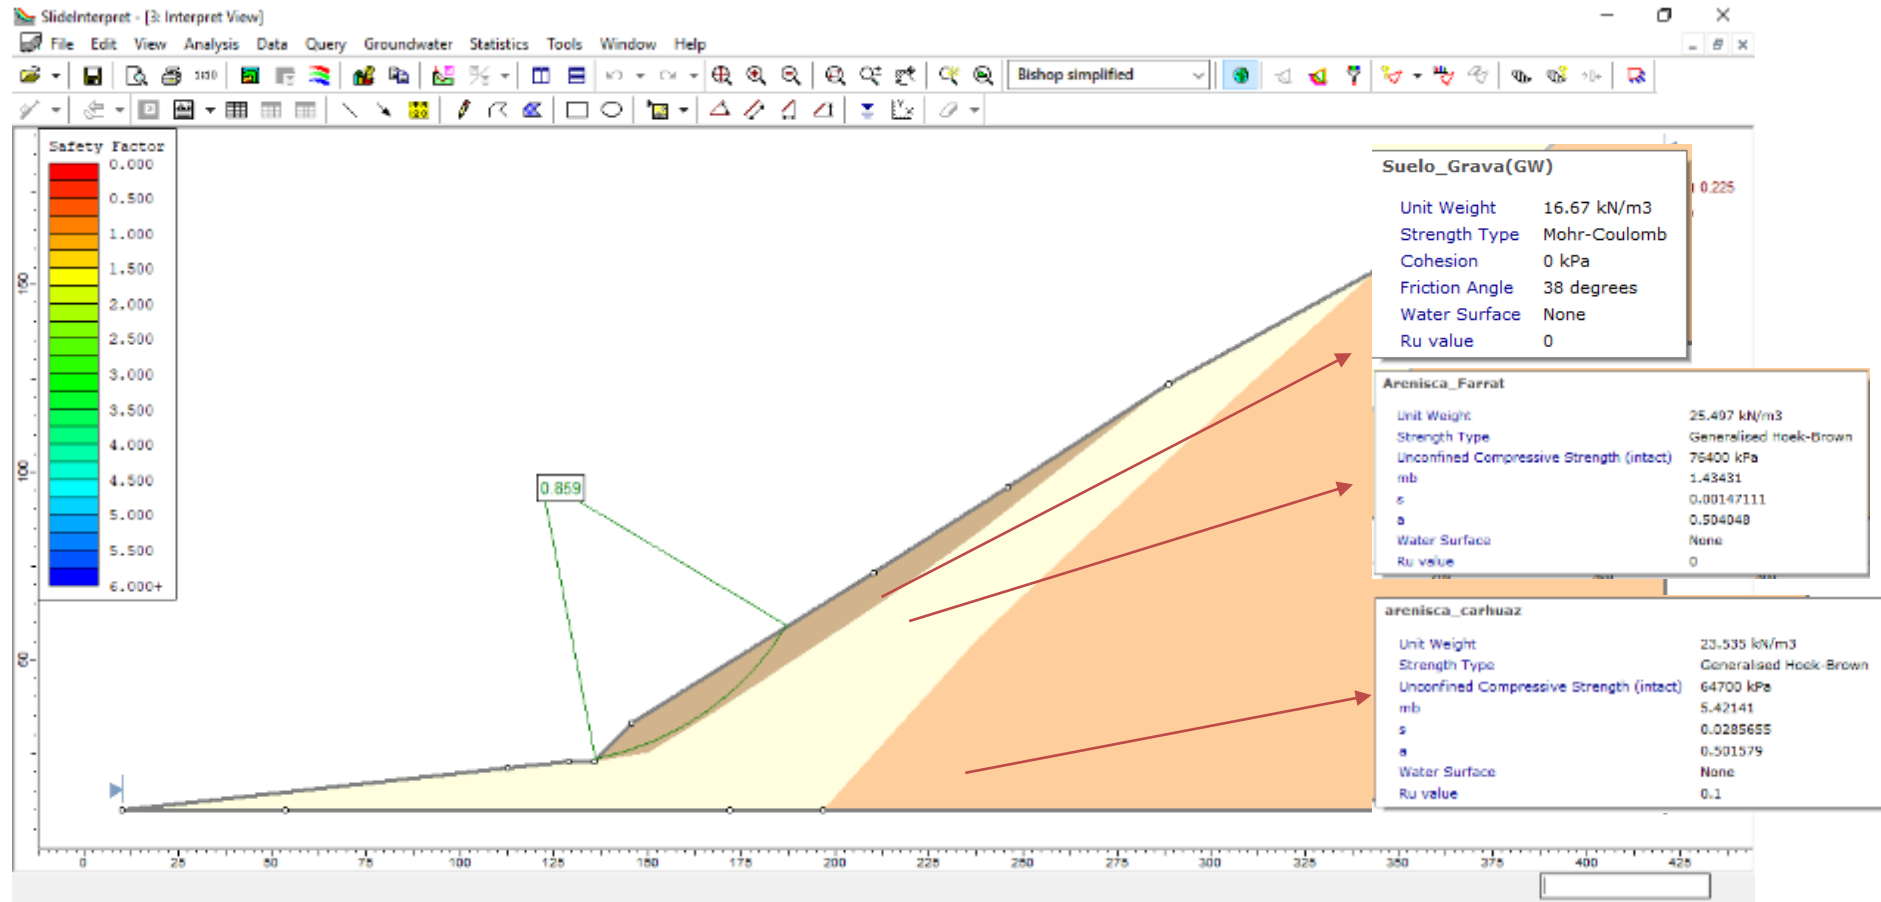 SlideInterpret - [3: Interpret View]
File Edit View Analysis Data Query Groundwater Statistics Tools Window Help
Bishop simplified
Safety Factor
0.000
0.500
1.000
1.500
2.000
2.500
3.000
3.500
4.000
4.500
5.000
5.500
6.000+
150
100
50
0.859
0.225
Suelo_Grava(GW)
Unit Weight 16.67 kN/m3
Strength Type Mohr-Coulomb
Cohesion 0 kPa
Friction Angle 38 degrees
Water Surface None
Ru value 0
Arenisca_Farrat
Unit Weight 25.497 kN/m3
Strength Type Generalised Hoek-Brown
Unconfined Compressive Strength (intact) 76400 kPa
mb 1.43431
s 0.00147111
a 0.504048
Water Surface None
Ru value 0
arenisca_carhuaz
Unit Weight 23.535 kN/m3
Strength Type Generalised Hoek-Brown
Unconfined Compressive Strength (intact) 64700 kPa
mb 5.42141
s 0.0285655
a 0.501579
Water Surface None
Ru value 0.1
0 25 50 75 100 125 150 175 200 225 250 275 300 325 350 375 400 425